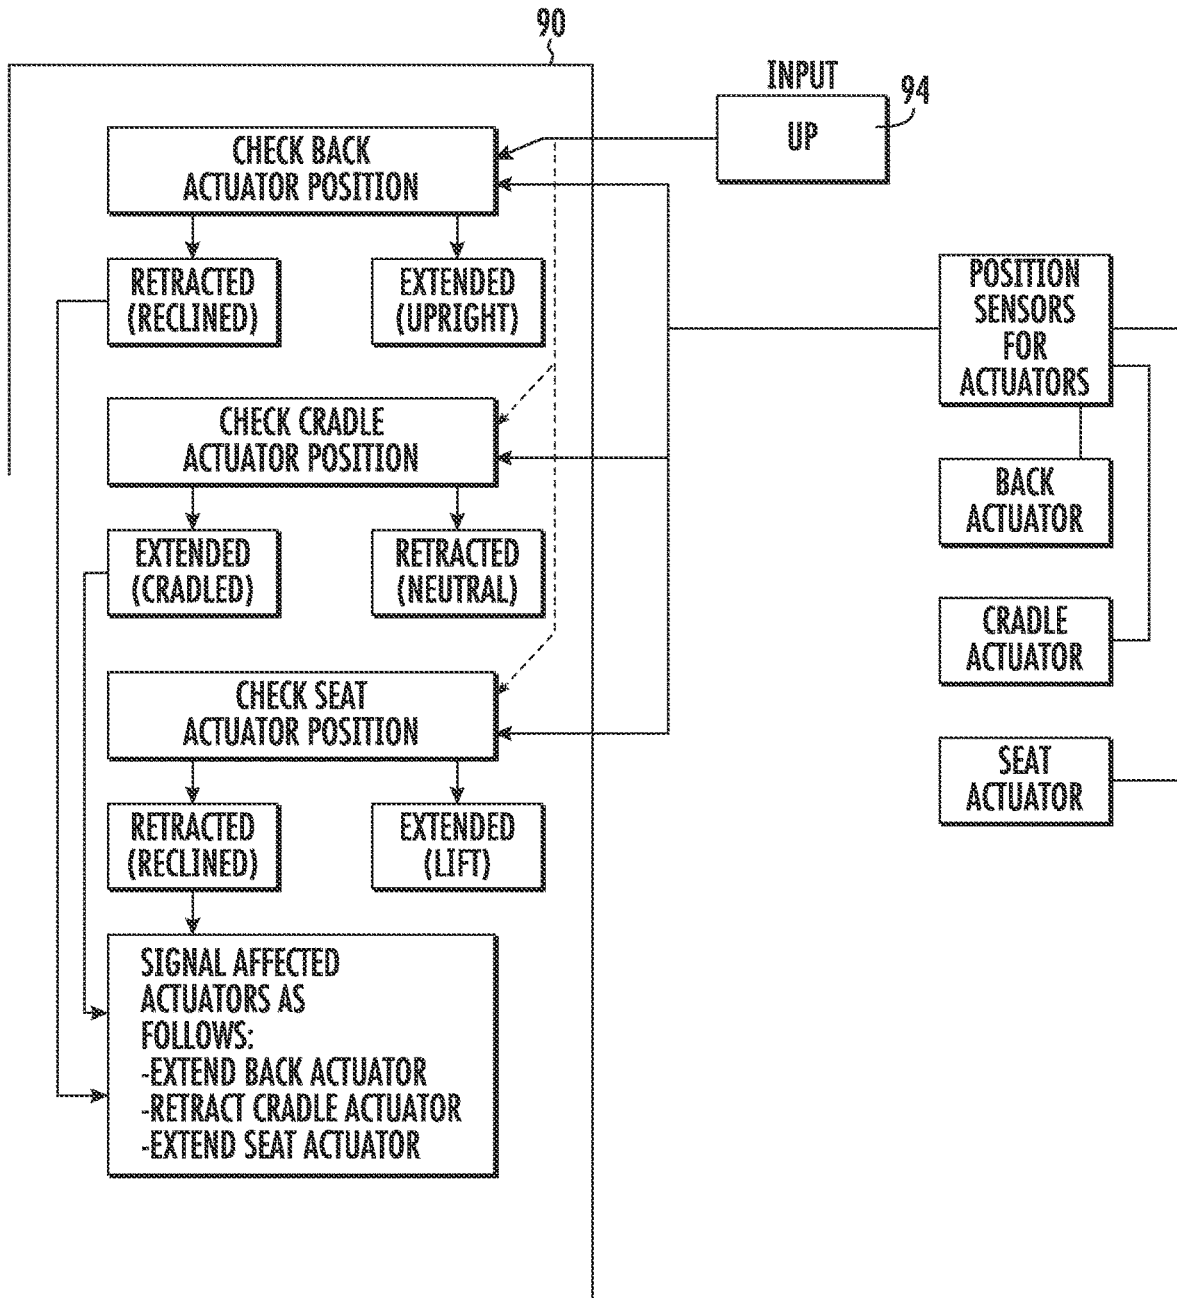 90
INPUT
UP
94
CHECK BACK
ACTUATOR POSITION
RETRACTED
(RECLINED)
EXTENDED
(UPRIGHT)
POSITION
SENSORS
FOR
ACTUATORS
CHECK CRADLE
ACTUATOR POSITION
BACK
ACTUATOR
EXTENDED
(CRADLED)
RETRACTED
(NEUTRAL)
CRADLE
ACTUATOR
CHECK SEAT
ACTUATOR POSITION
SEAT
ACTUATOR
RETRACTED
(RECLINED)
EXTENDED
(LIFT)
SIGNAL AFFECTED
ACTUATORS AS
FOLLOWS:
-EXTEND BACK ACTUATOR
-RETRACT CRADLE ACTUATOR
-EXTEND SEAT ACTUATOR